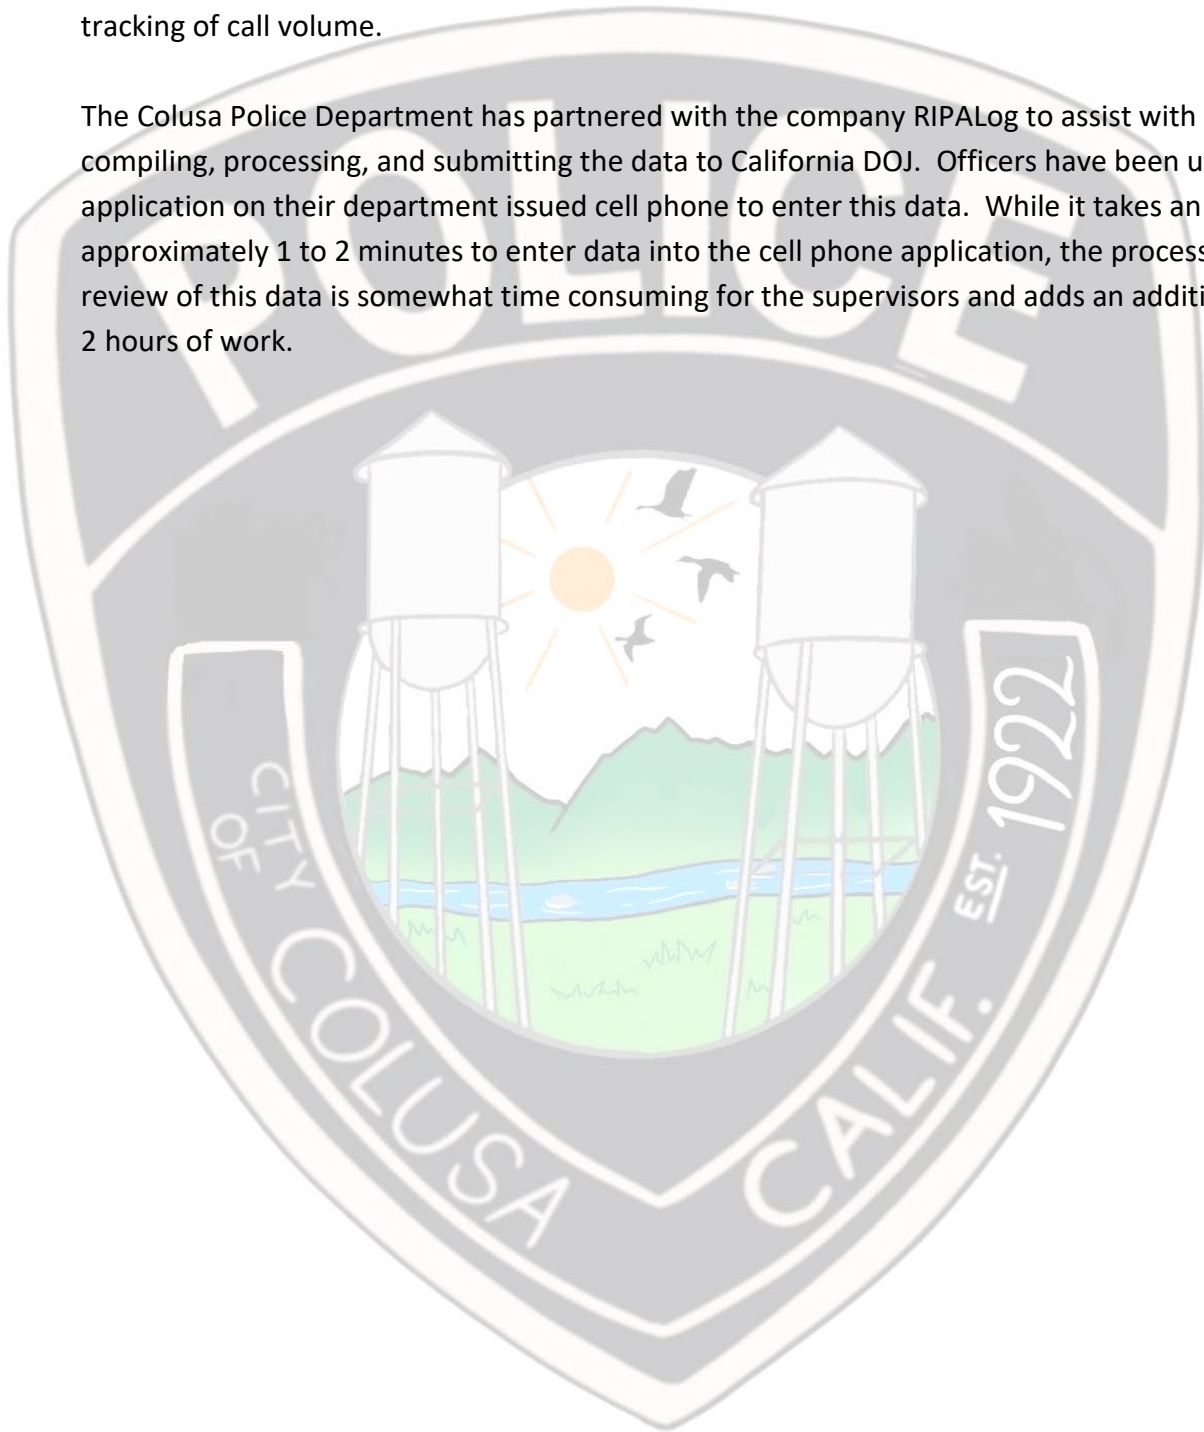 tracking of call volume.
The Colusa Police Department has partnered with the company RIPALog to assist with
compiling, processing, and submitting the data to California DOJ. Officers have been u
application on their department issued cell phone to enter this data. While it takes an
approximately 1 to 2 minutes to enter data into the cell phone application, the process
review of this data is somewhat time consuming for the supervisors and adds an additi
2 hours of work.
POLICE
CITY
OF
COLUSA
CALIF.
EST. 1922